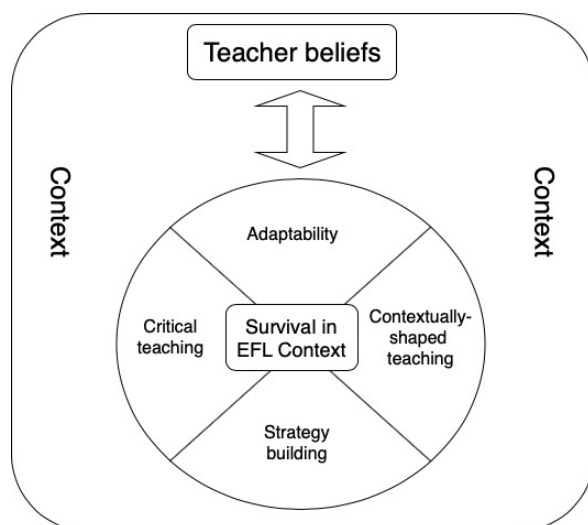 Teacher beliefs
Context
Context
Adaptability
Critical
teaching
Survival in
EFL Context
Contextually-
shaped
teaching
Strategy
building